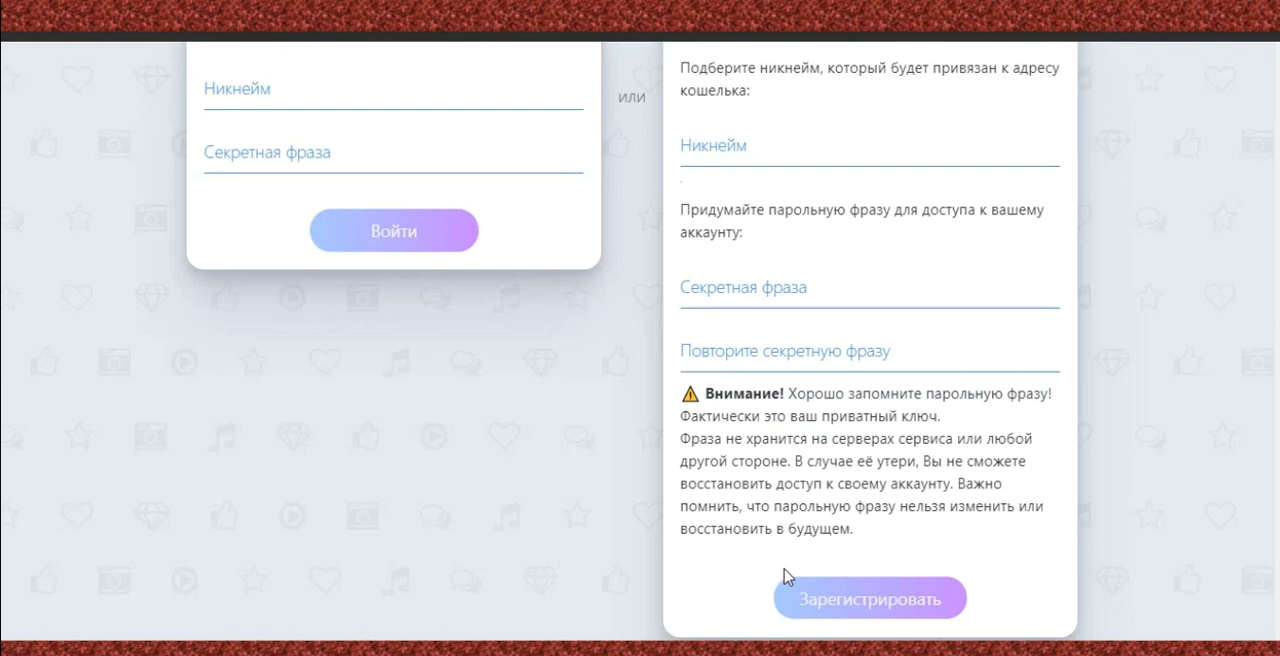 Никнейм
Секретная фраза
Войти
или
Подберите никнейм, который будет привязан к адресу
кошелька:
Никнейм
Придумайте парольную фразу для доступа к вашему
аккаунту:
Секретная фраза
Повторите секретную фразу
⚠ Внимание! Хорошо запомните парольную фразу!
Фактически это ваш приватный ключ.
Фраза не хранится на серверах сервиса или любой
другой стороне. В случае её утери, Вы не сможете
восстановить доступ к своему аккаунту. Важно
помнить, что парольную фразу нельзя изменить или
восстановить в будущем.
Зарегистрировать